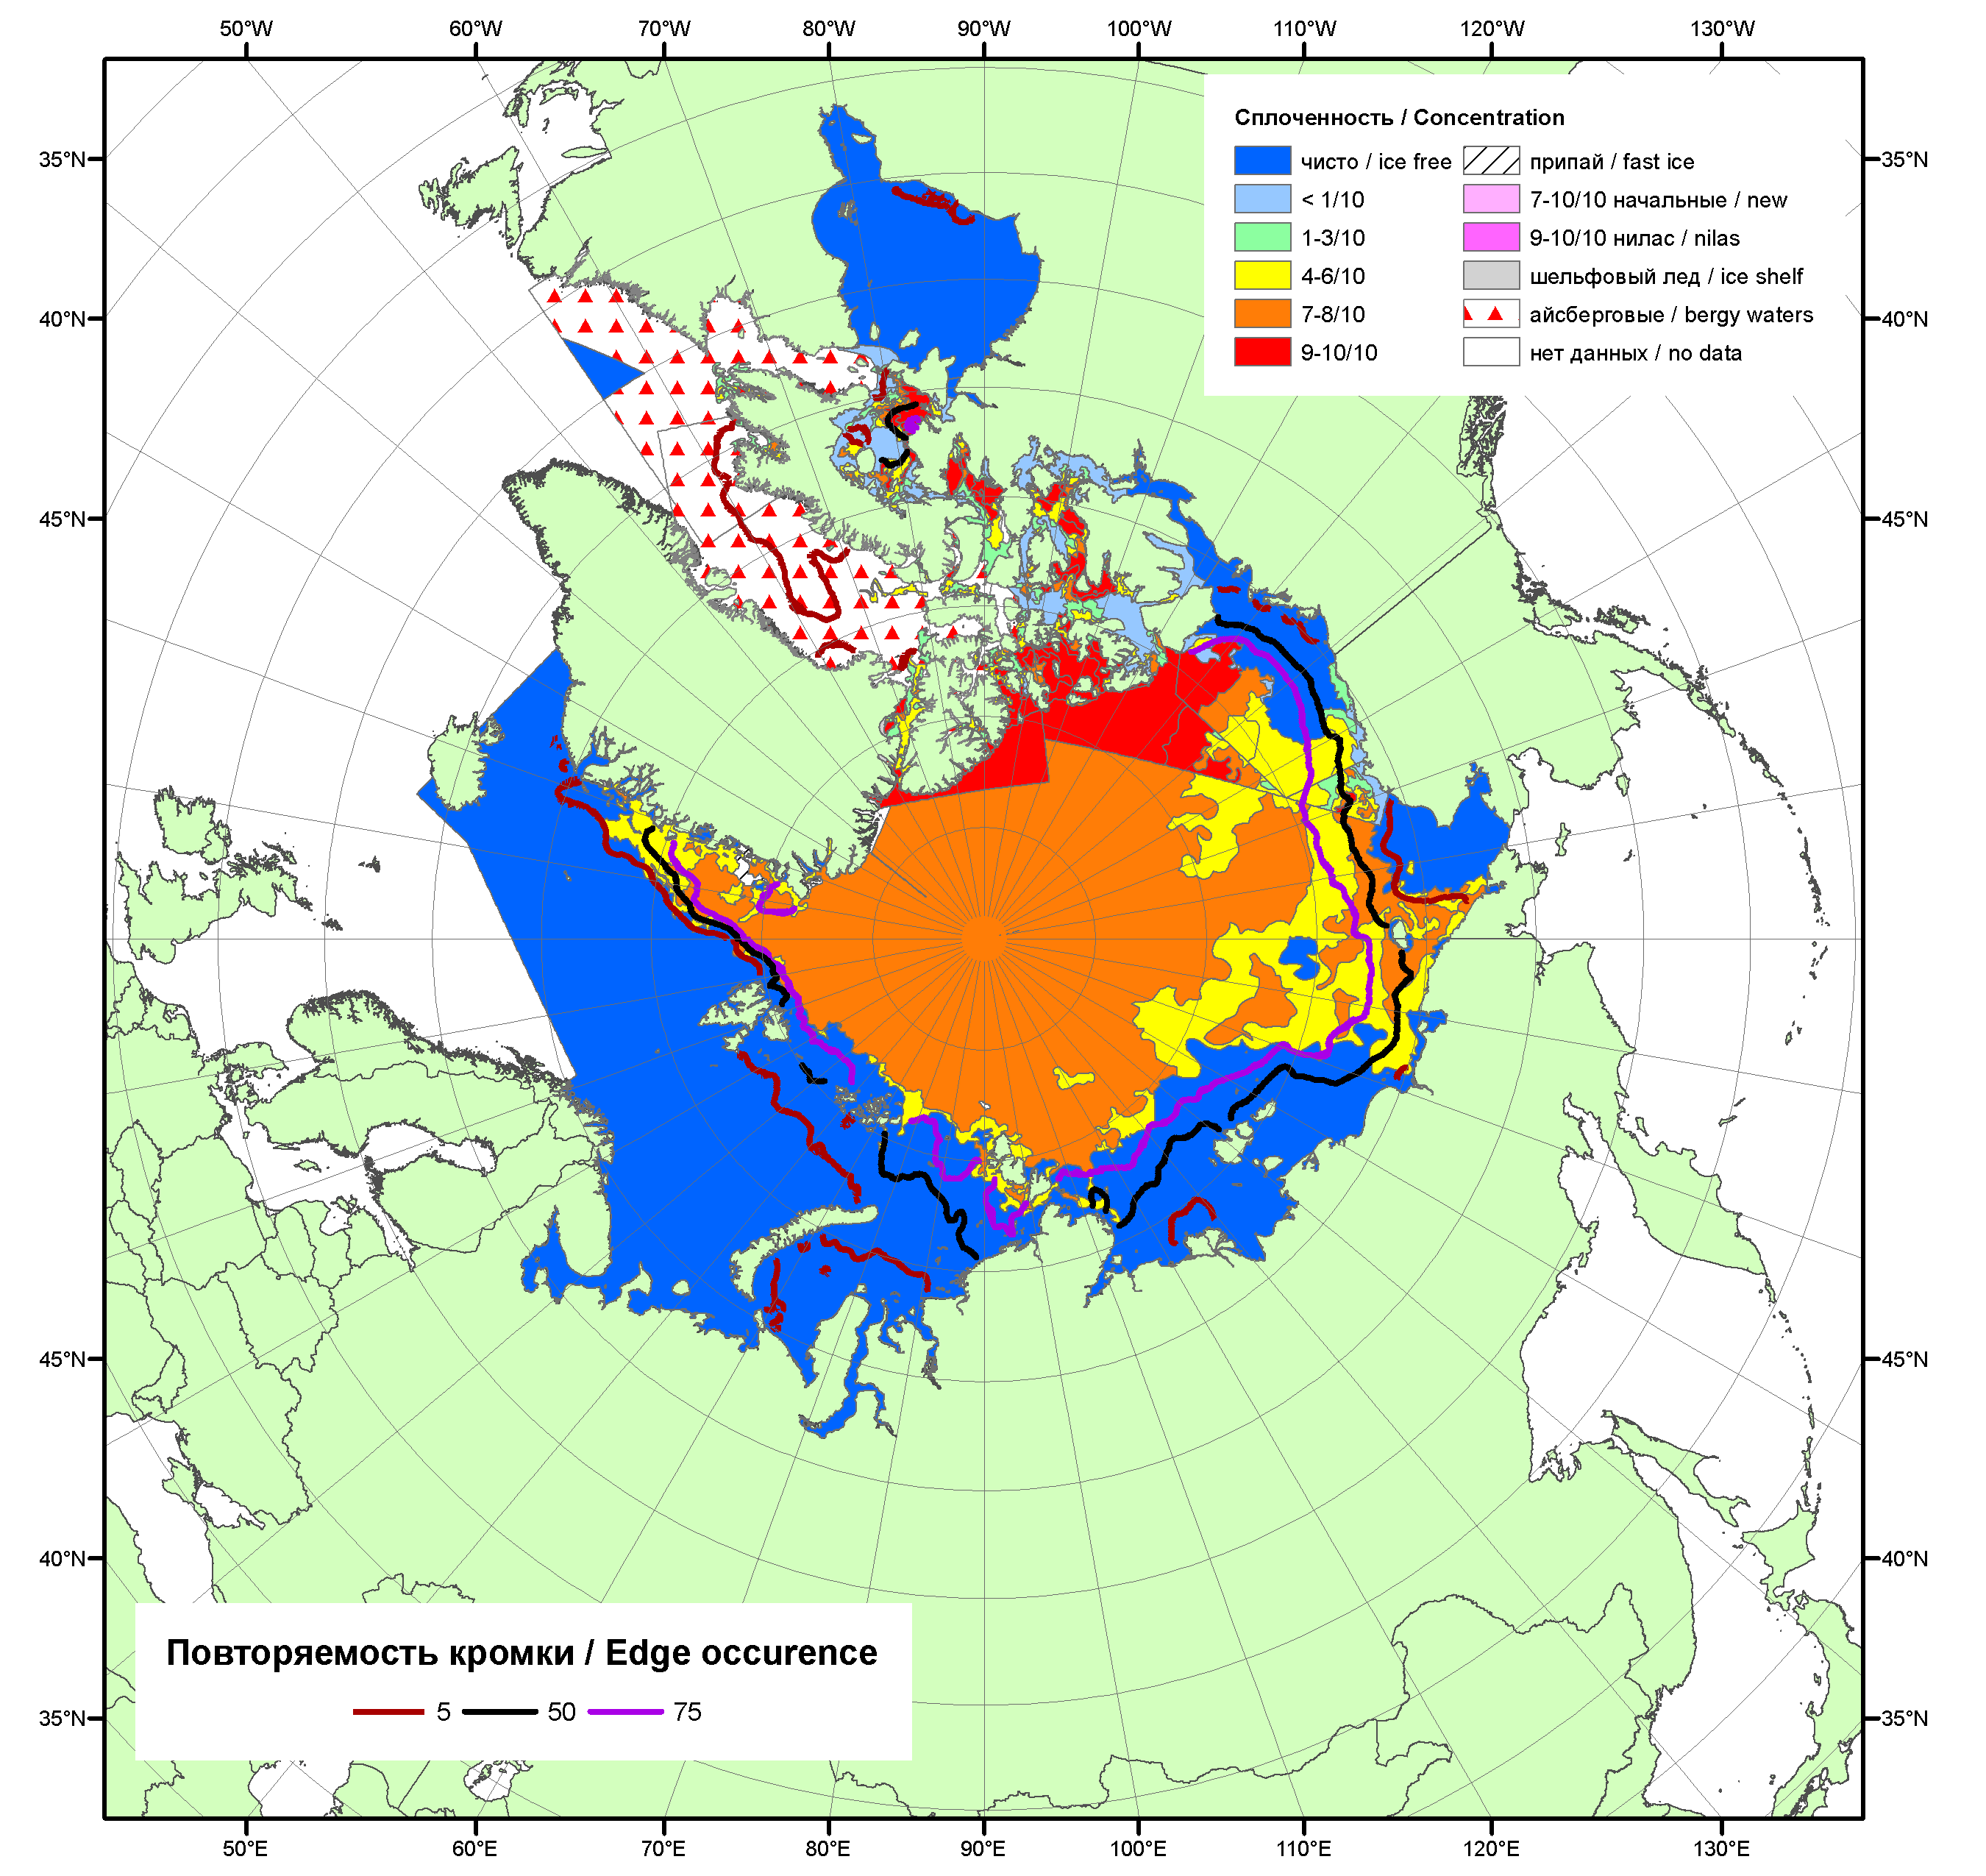 50°W 60°W 70°W 80°W 90°W 100°W 110°W 120°W 130°W
Сплоченность / Concentration
чисто / ice free
< 1/10
1-3/10
4-6/10
7-8/10
9-10/10
припай / fast ice
7-10/10 начальные / new
9-10/10 нилас / nilas
шельфовый лед / ice shelf
айсберговые / bergy waters
нет данных / no data
35°N 35°N
40°N 40°N
45°N 45°N
45°N 45°N
40°N 40°N
35°N 35°N
Повторяемость кромки / Edge occurence
5 50 75
50°E 60°E 70°E 80°E 90°E 100°E 110°E 120°E 130°E